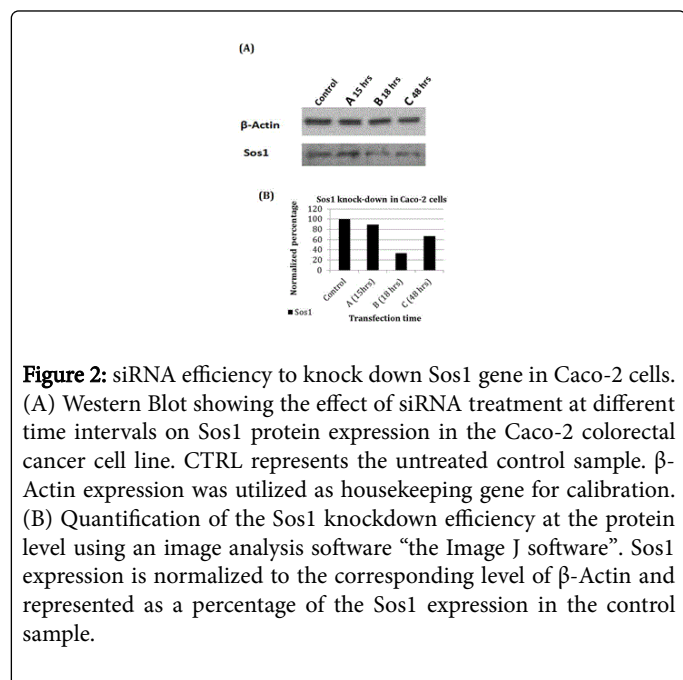 (A)
Control A 15 hrs B 18 hrs C 48 hrs
β-Actin
Sos1
(B)
Sos1 knock-down in Caco-2 cells
Normalized percentage
120
100
80
60
40
20
0
Control A (15hrs) B (18 hrs) C (48 hrs)
Sos1
Transfection time
Figure 2: siRNA efficiency to knock down Sos1 gene in Caco-2 cells.
(A) Western Blot showing the effect of siRNA treatment at different
time intervals on Sos1 protein expression in the Caco-2 colorectal
cancer cell line. CTRL represents the untreated control sample. β-
Actin expression was utilized as housekeeping gene for calibration.
(B) Quantification of the Sos1 knockdown efficiency at the protein
level using an image analysis software “the Image J software”. Sos1
expression is normalized to the corresponding level of β-Actin and
represented as a percentage of the Sos1 expression in the control
sample.